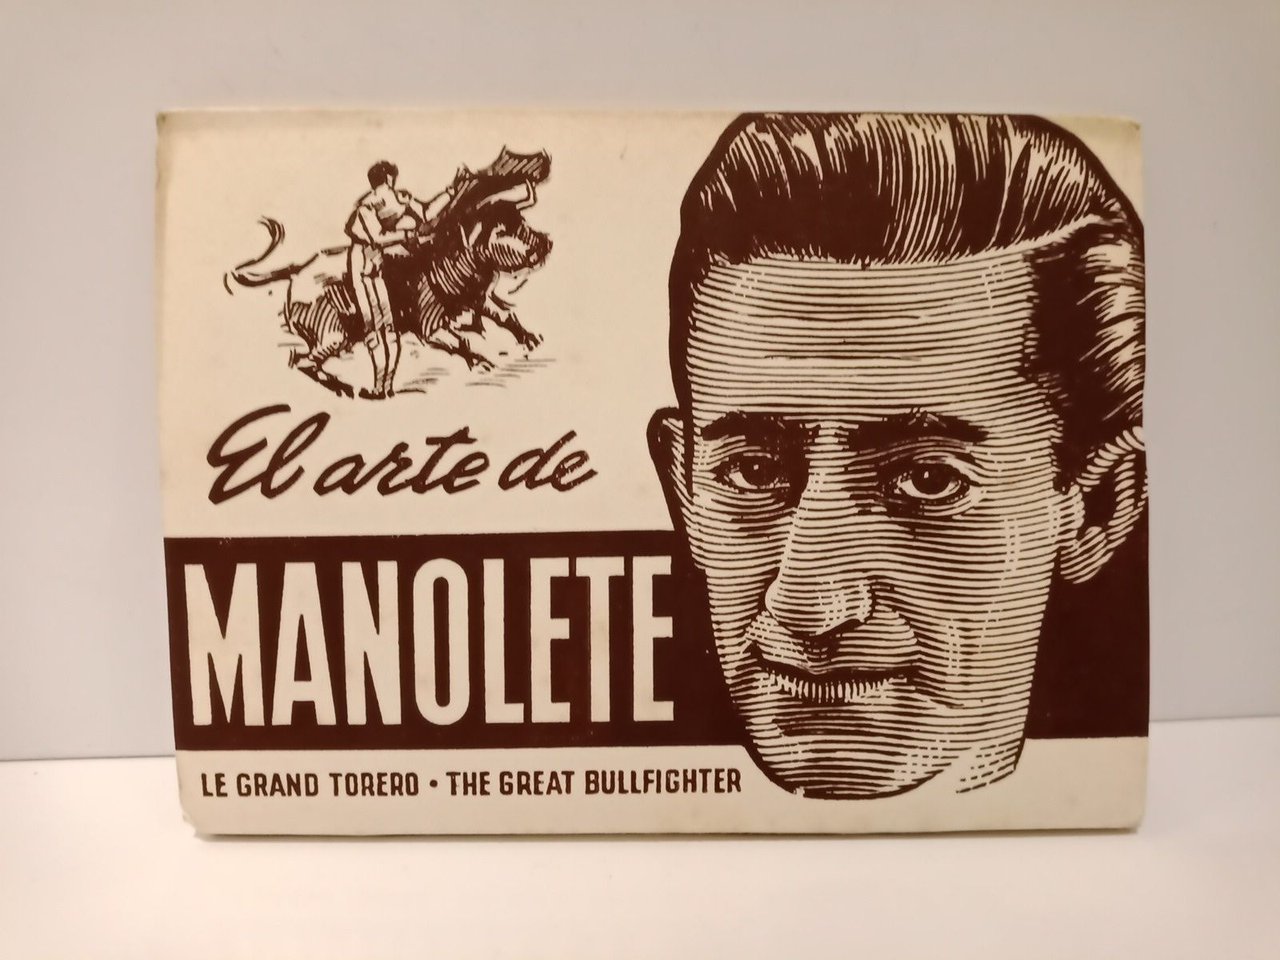 El arte de
MANOLETE
LE GRAND TORERO · THE GREAT BULLFIGHTER